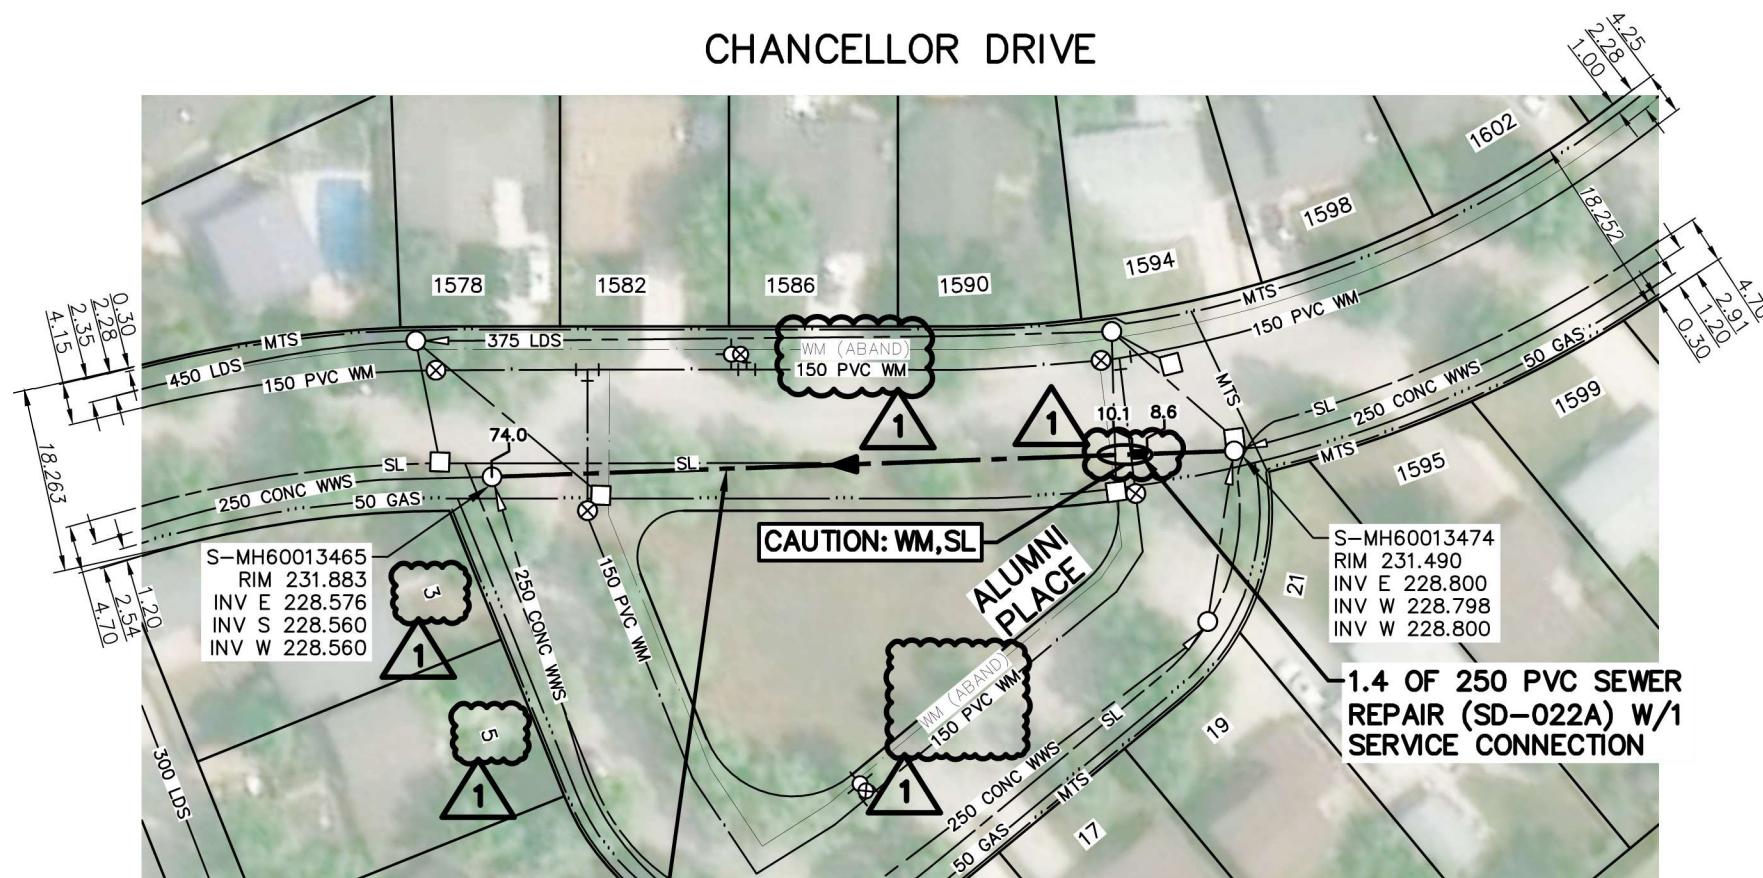 CHANCELLOR DRIVE
4.25
2.28
1.00
1602
1598
18.252
1594
1578
1582
1586
1590
0.30
2.28
2.35
4.15
MTS
450 LDS
150 PVC WM
375 LDS
WM (ABAND)
150 PVC WM
MTS
150 PVC WM
4.70
2.91
1.20
0.30
50 GAS
250 CONC WWS
SL
1599
MTS
1
1
10.1
8.6
74.0
18.263
SL
SL
250 CONC WWS
50 GAS
MTS
1595
CAUTION: WM,SL
ALUMNI
PLACE
S-MH60013465
RIM 231.883
INV E 228.576
INV S 228.560
INV W 228.560
S-MH60013474
RIM 231.490
INV E 228.800
INV W 228.798
INV W 228.800
1.20
2.54
4.70
3
1
250 CONC WWS
150 PVC WM
21
WM (ABAND)
150 PVC WM
1
1.4 OF 250 PVC SEWER
REPAIR (SD-022A) W/1
SERVICE CONNECTION
5
1
300 LDS
SL
19
250 CONC WWS
MTS
50 GAS
17